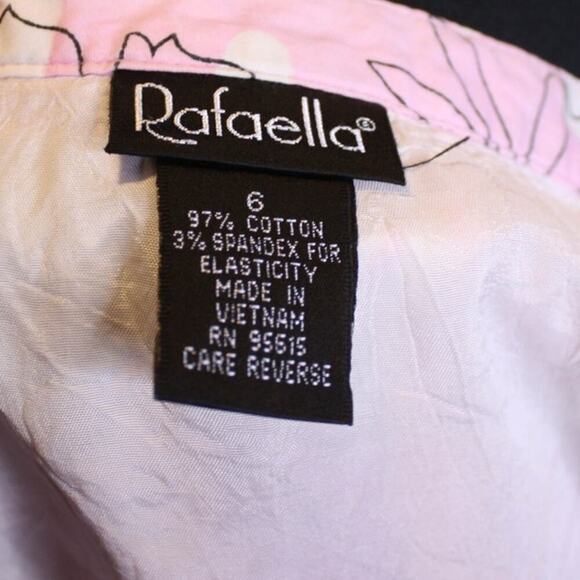 Rafaella®
6
97% COTTON
3% SPANDEX FOR
ELASTICITY
MADE IN
VIETNAM
RN 95515
CARE REVERSE